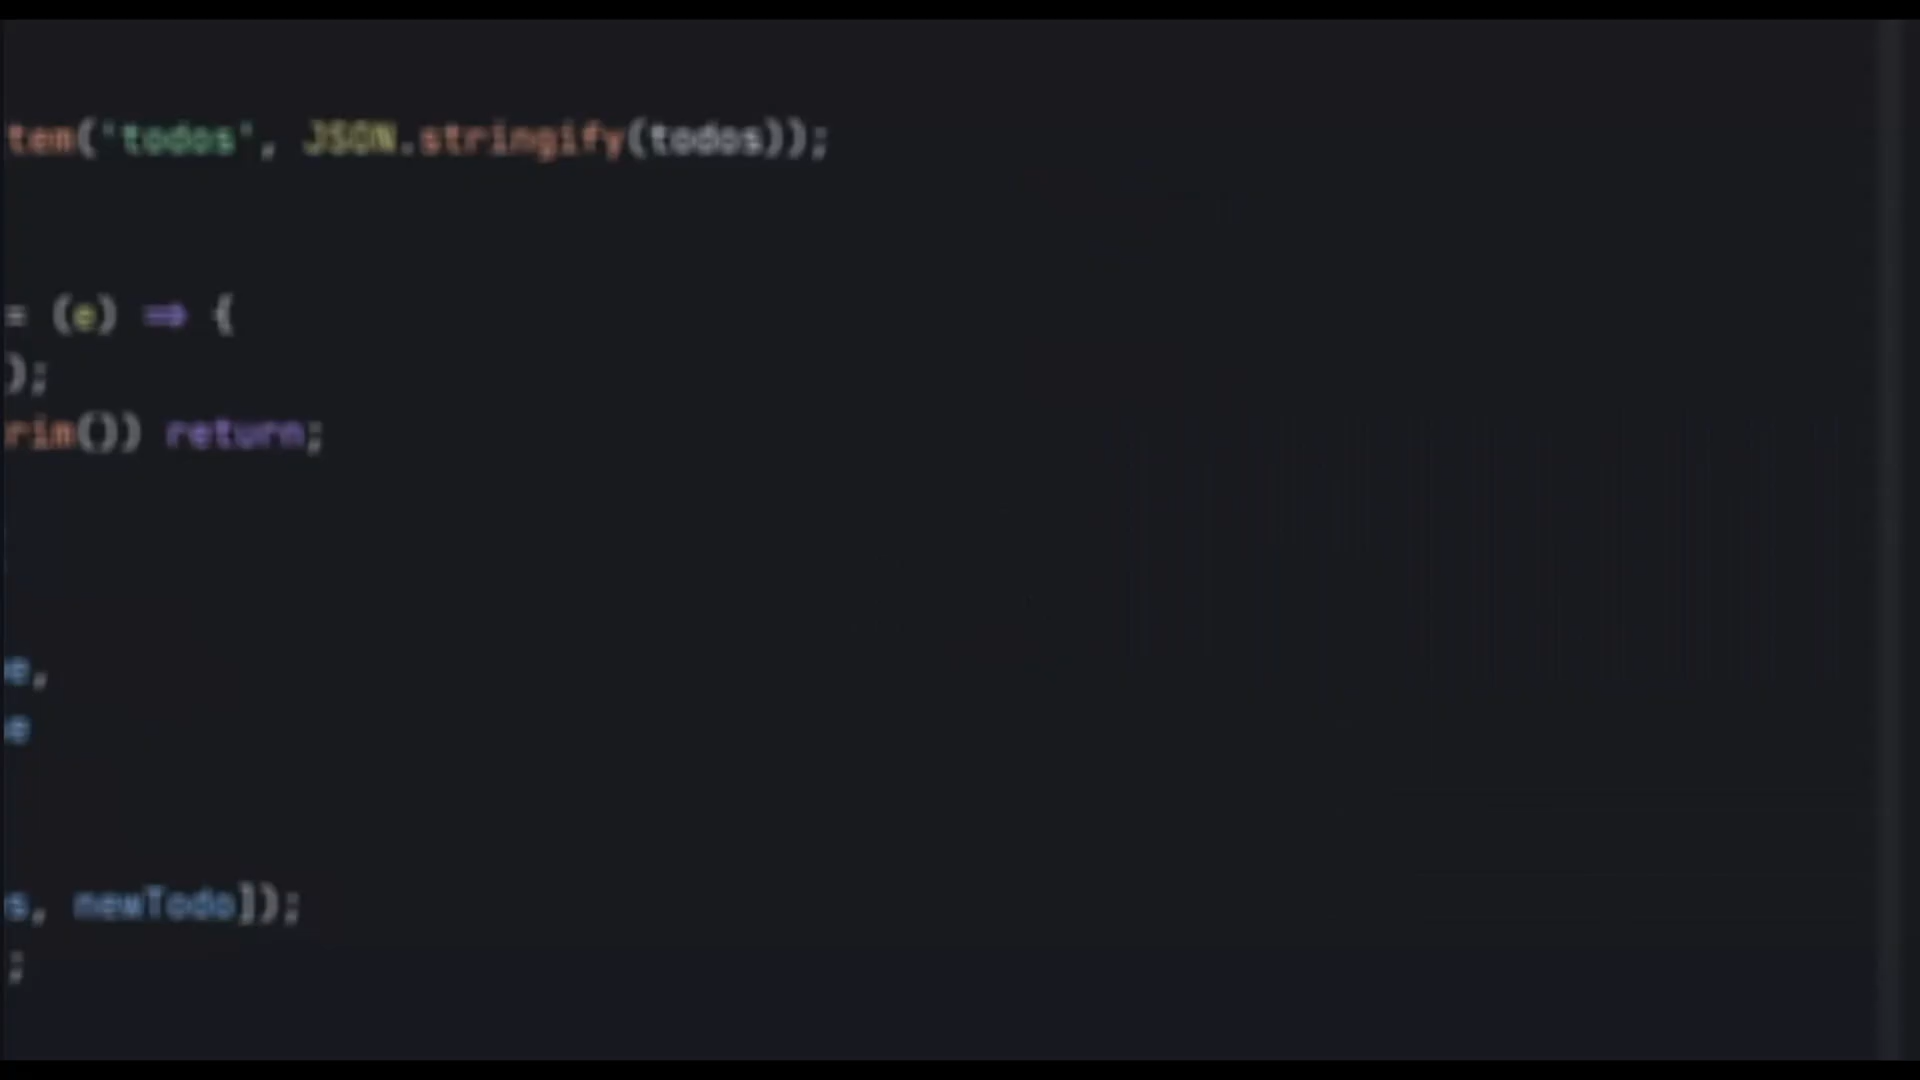 tem('todos', JSON.stringify(todos));
= (e) => {
);
rim()) return;
e,
e
s, newTodo]);
;